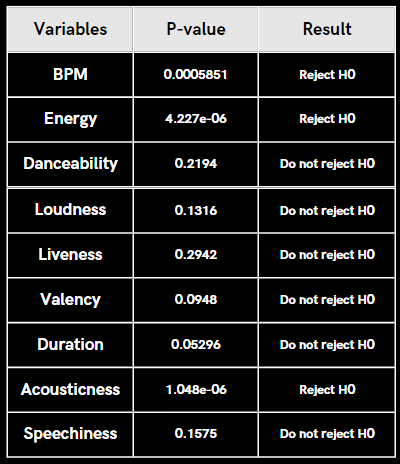 Variables P-value Result
BPM 0.0005851 Reject H0
Energy 4.227e-06 Reject H0
Danceability 0.2194 Do not reject H0
Loudness 0.1316 Do not reject H0
Liveness 0.2942 Do not reject H0
Valency 0.0948 Do not reject H0
Duration 0.05296 Do not reject H0
Acousticness 1.048e-06 Reject H0
Speechiness 0.1575 Do not reject H0